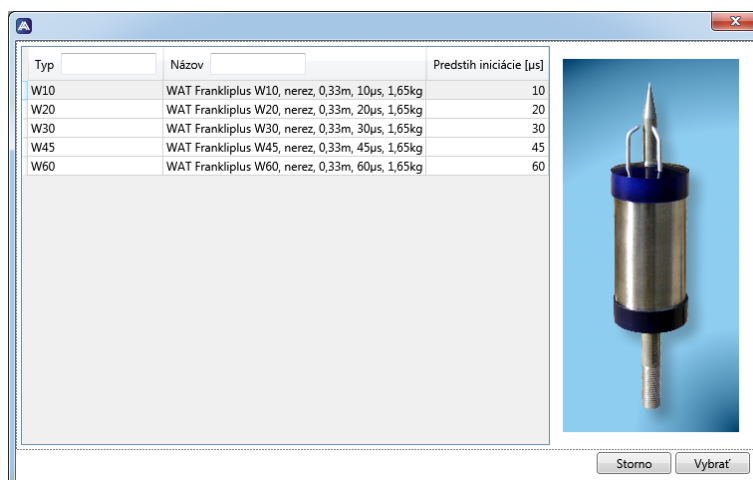 Typ Názov Predstih iniciácie [µs]
W10 WAT Frankliplus W10, nerez, 0,33m, 10µs, 1,65kg 10
W20 WAT Frankliplus W20, nerez, 0,33m, 20µs, 1,65kg 20
W30 WAT Frankliplus W30, nerez, 0,33m, 30µs, 1,65kg 30
W45 WAT Frankliplus W45, nerez, 0,33m, 45µs, 1,65kg 45
W60 WAT Frankliplus W60, nerez, 0,33m, 60µs, 1,65kg 60
Storno Vybrať